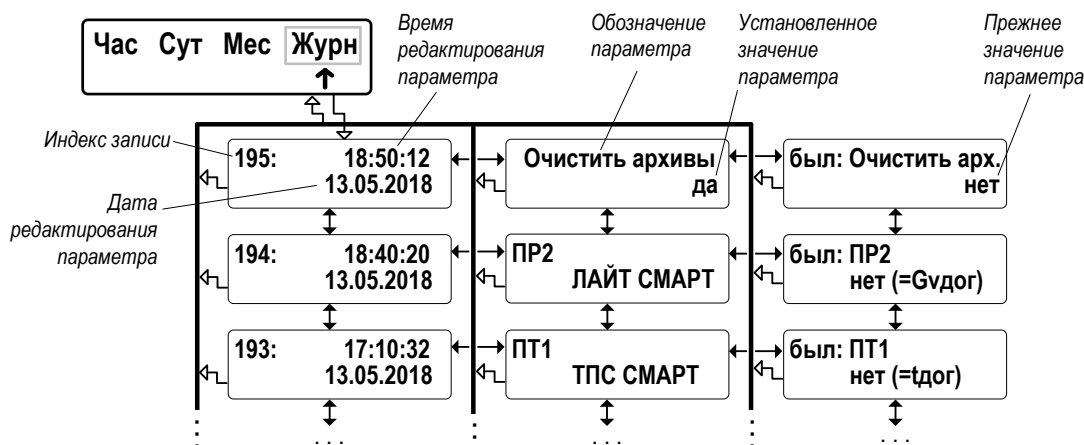 Час Сут Мес Журн
Время
редактирования
параметра
Обозначение
параметра
Установленное
значение
параметра
Прежнее
значение
параметра
Индекс записи
Дата
редактирования
параметра
195: 18:50:12
13.05.2018
Очистить архивы
да
был: Очистить арх.
нет
194: 18:40:20
13.05.2018
ПР2
ЛАЙТ СМАРТ
был: ПР2
нет (=Gvдог)
193: 17:10:32
13.05.2018
ПТ1
ТПС СМАРТ
был: ПТ1
нет (=tдог)
. . .
. . .
. . .